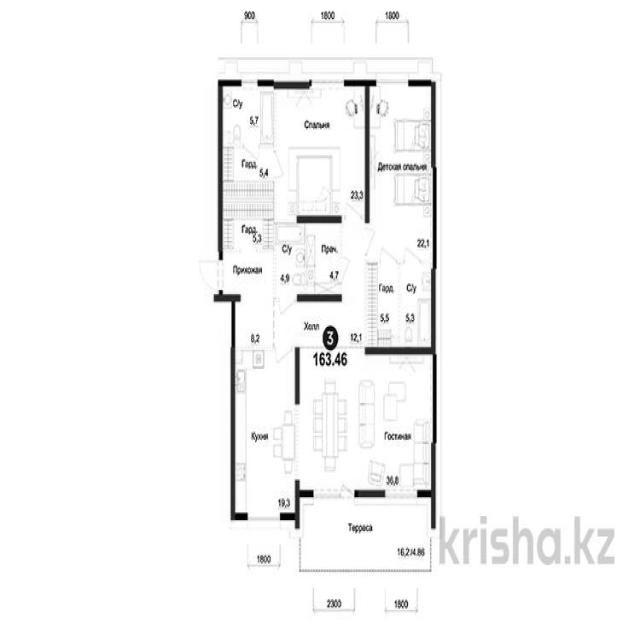 900
1800
1800
С/у
5,7
Спальня
Гард.
5,4
Детская спальня
23,3
Гард.
5,3
С/у
Прач.
22,1
Прихожая
4,9
4,7
Гард.
С/у
5,5
5,3
Холл
8,2
3
12,1
163.46
Кухня
Гостиная
36,8
19,3
Терраса
16,2/4.86
krisha.kz
1800
2300
1800